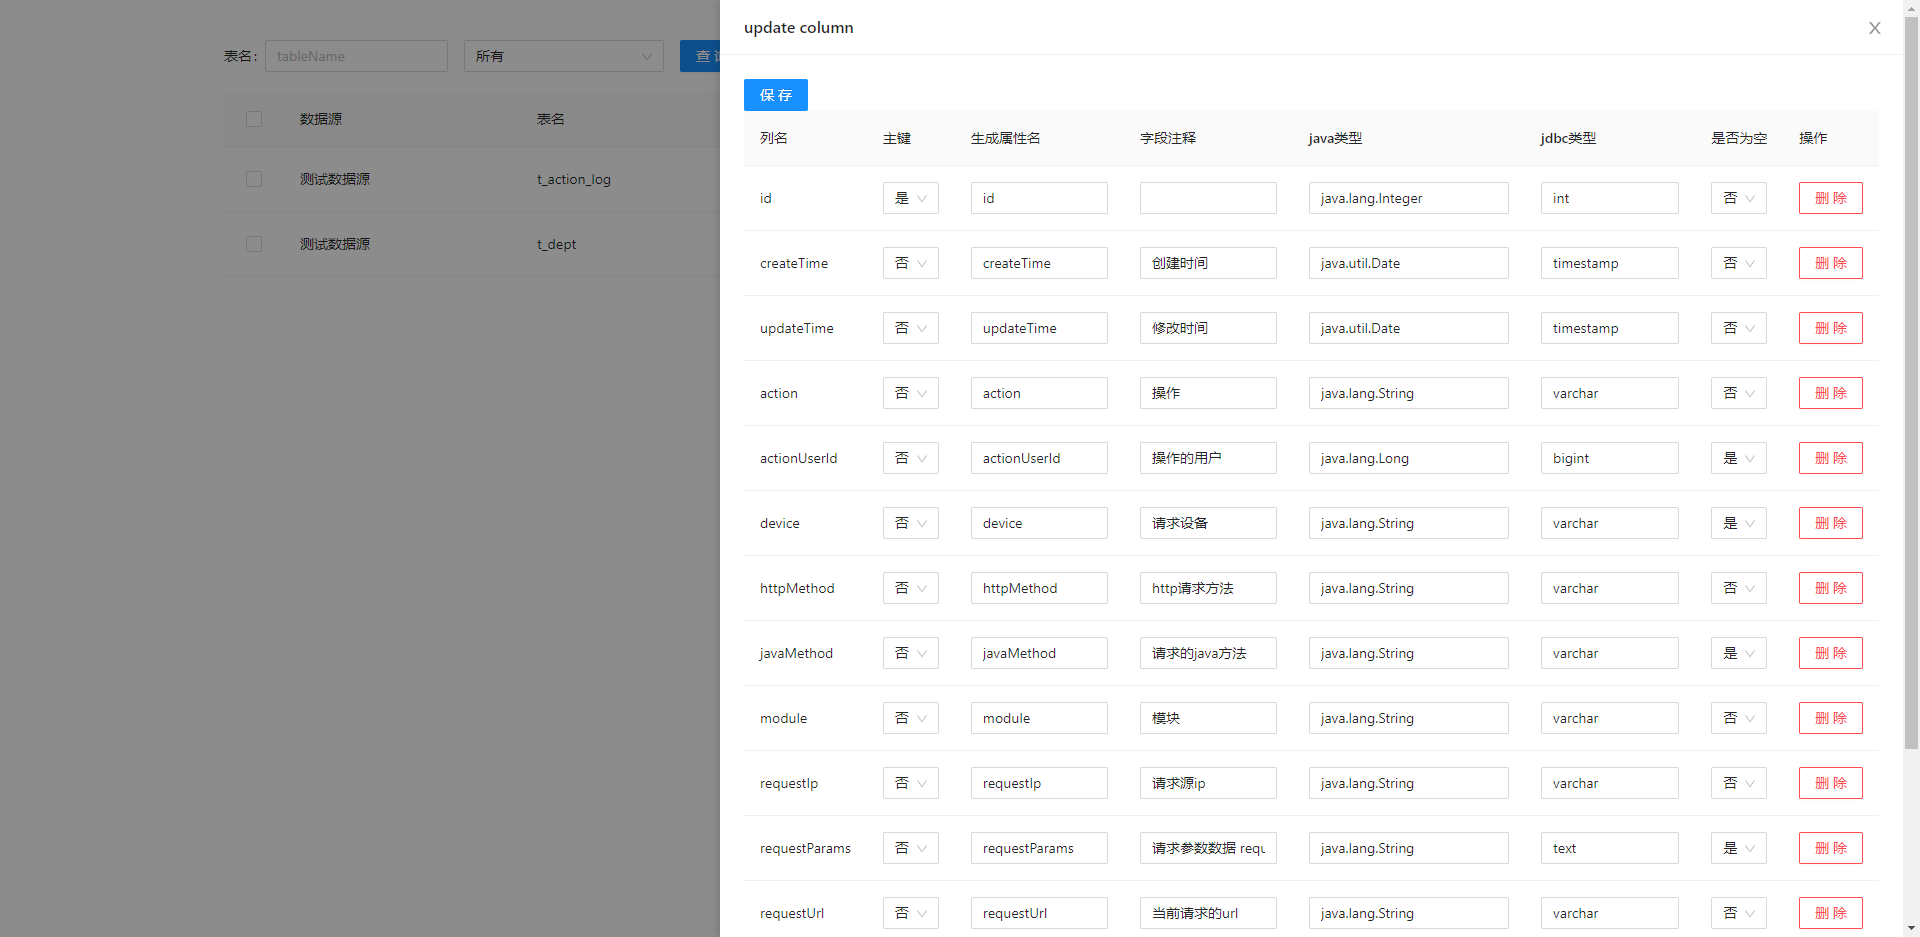 update column
表名: tableName 所有 查
保 存
数据源 表名
列名 主键 生成属性名 字段注释 java类型 jdbc类型 是否为空 操作
测试数据源 t_action_log
id 是 id java.lang.Integer int 否 删 除
测试数据源 t_dept
createTime 否 createTime 创建时间 java.util.Date timestamp 否 删 除
updateTime 否 updateTime 修改时间 java.util.Date timestamp 否 删 除
action 否 action 操作 java.lang.String varchar 否 删 除
actionUserId 否 actionUserId 操作的用户 java.lang.Long bigint 是 删 除
device 否 device 请求设备 java.lang.String varchar 是 删 除
httpMethod 否 httpMethod http请求方法 java.lang.String varchar 否 删 除
javaMethod 否 javaMethod 请求的java方法 java.lang.String varchar 是 删 除
module 否 module 模块 java.lang.String varchar 否 删 除
requestIp 否 requestIp 请求源ip java.lang.String varchar 否 删 除
requestParams 否 requestParams 请求参数数据 requ java.lang.String text 是 删 除
requestUrl 否 requestUrl 当前请求的url java.lang.String varchar 否 删 除